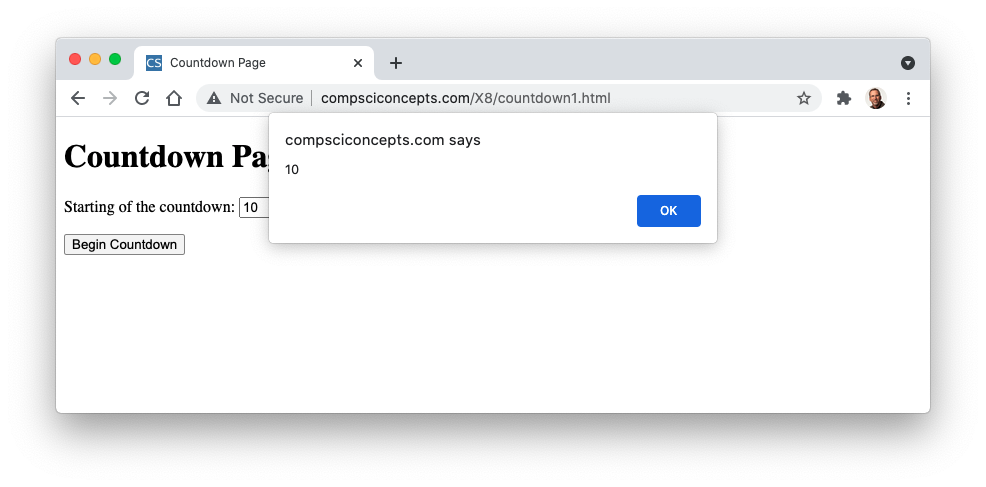 CS Countdown Page
Not Secure compsciconcepts.com/X8/countdown1.html
compsciconcepts.com says
10
OK
Countdown Pa
Starting of the countdown: 10
Begin Countdown